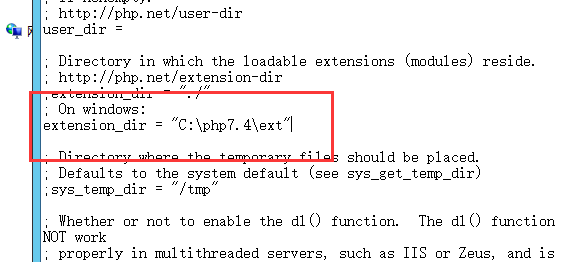 ; http://php.net/user-dir
user_dir =
; Directory in which the loadable extensions (modules) reside.
; http://php.net/extension-dir
;extension_dir = "./"
; On windows:
extension_dir = "C:\php7.4\ext"
; Directory where the temporary files should be placed.
; Defaults to the system default (see sys_get_temp_dir)
;sys_temp_dir = "/tmp"
; Whether or not to enable the dl() function.  The dl() function
NOT work
; properly in multithreaded servers, such as IIS or Zeus, and is